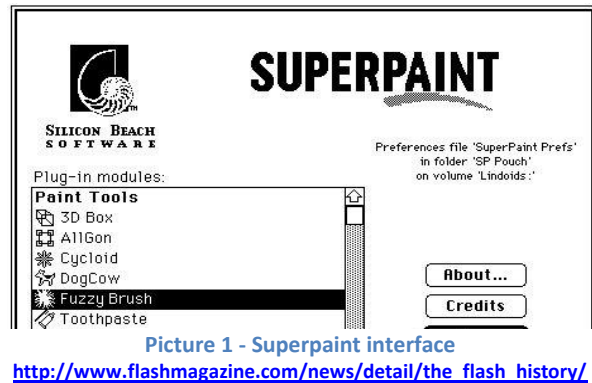 SUPERPAINT
SILICON BEACH
SOFTWARE
Preferences file 'SuperPaint Prefs'
in folder 'SP Pouch'
on volume 'Lindoids:'
Plug-in modules:
Paint Tools
3D Box
AllGon
Cycloid
DogCow
Fuzzy Brush
Toothpaste
About...
Credits
Picture 1 - Superpaint interface
http://www.flashmagazine.com/news/detail/the_flash_history/